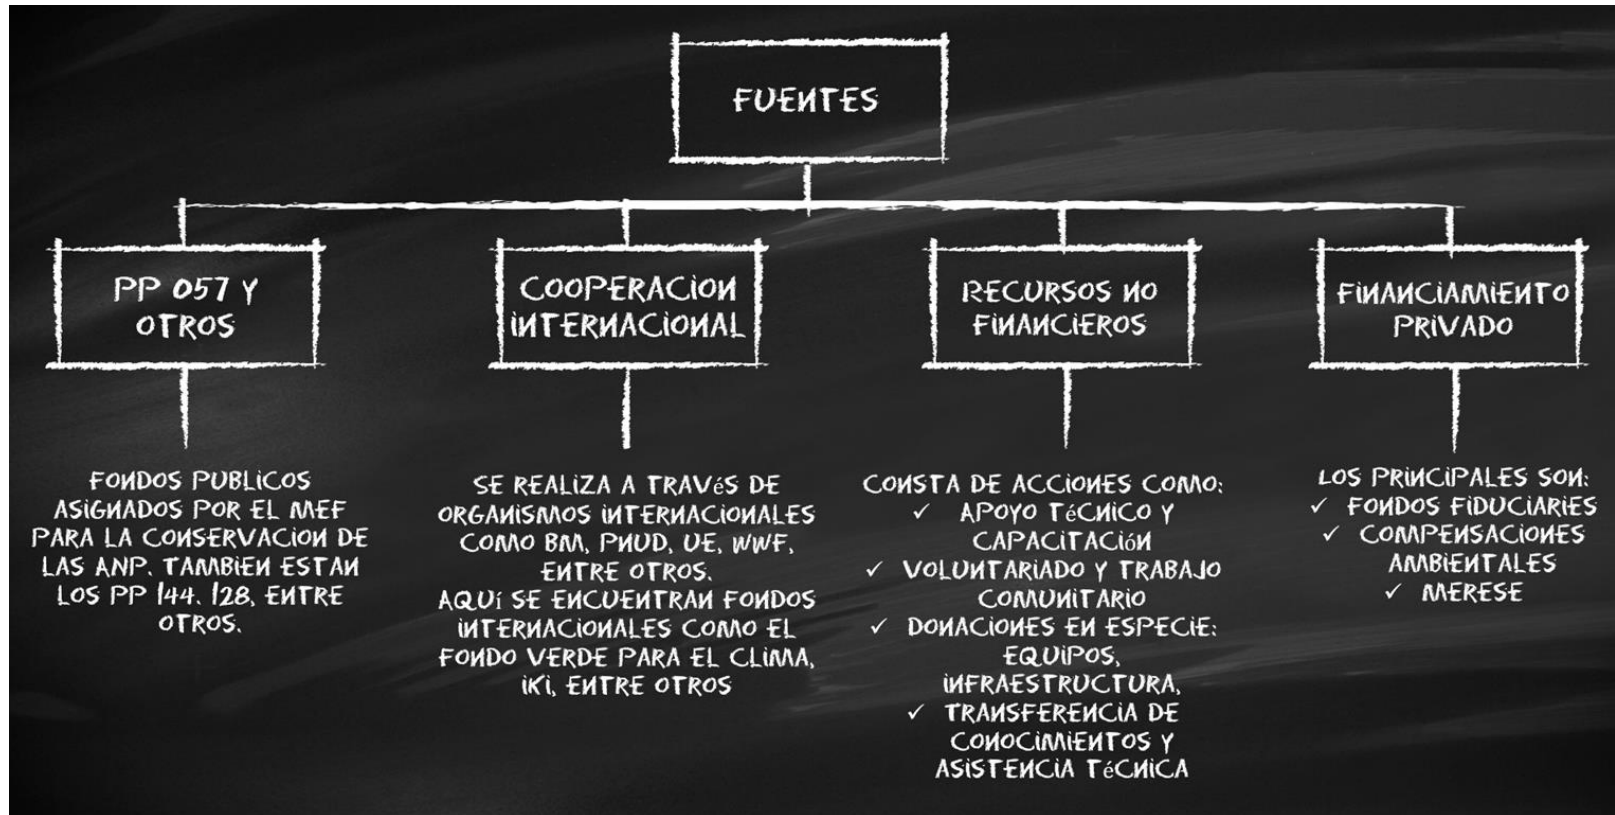 FUENTES
PP 057 Y
OTROS
FONDOS PUBLICOS
ASIGNADOS POR EL MEF
PARA LA CONSERVACION DE
LAS ANP. TAMBIEN ESTAN
LOS PP 144. 128, ENTRE
OTROS.
COOPERACION
INTERNACIONAL
SE REALIZA A TRAVéS DE
ORGANISMOS INTERNACIONALES
COMO BM, PNUD, UE, WWF,
ENTRE OTROS.
AQUí SE ENCUENTRAN FONDOS
INTERNACIONALES COMO EL
FONDO VERDE PARA EL CLIMA,
IKI, ENTRE OTROS
RECURSOS NO
FINANCIEROS
CONSTA DE ACCIONES COMO:
✓ APOYO TéCNICO Y
CAPACITACIóN
✓ VOLUNTARIADO Y TRABAJO
COMUNITARIO
✓ DONACIONES EN ESPECIE:
EQUIPOS,
INFRAESTRUCTURA,
✓ TRANSFERENCIA DE
CONOCIMIENTOS Y
ASISTENCIA TéCNICA
FINANCIAMIENTO
PRIVADO
LOS PRINCIPALES SON:
✓ FONDOS FIDUCIARIES
✓ COMPENSACIONES
AMBIENTALES
✓ MERESE